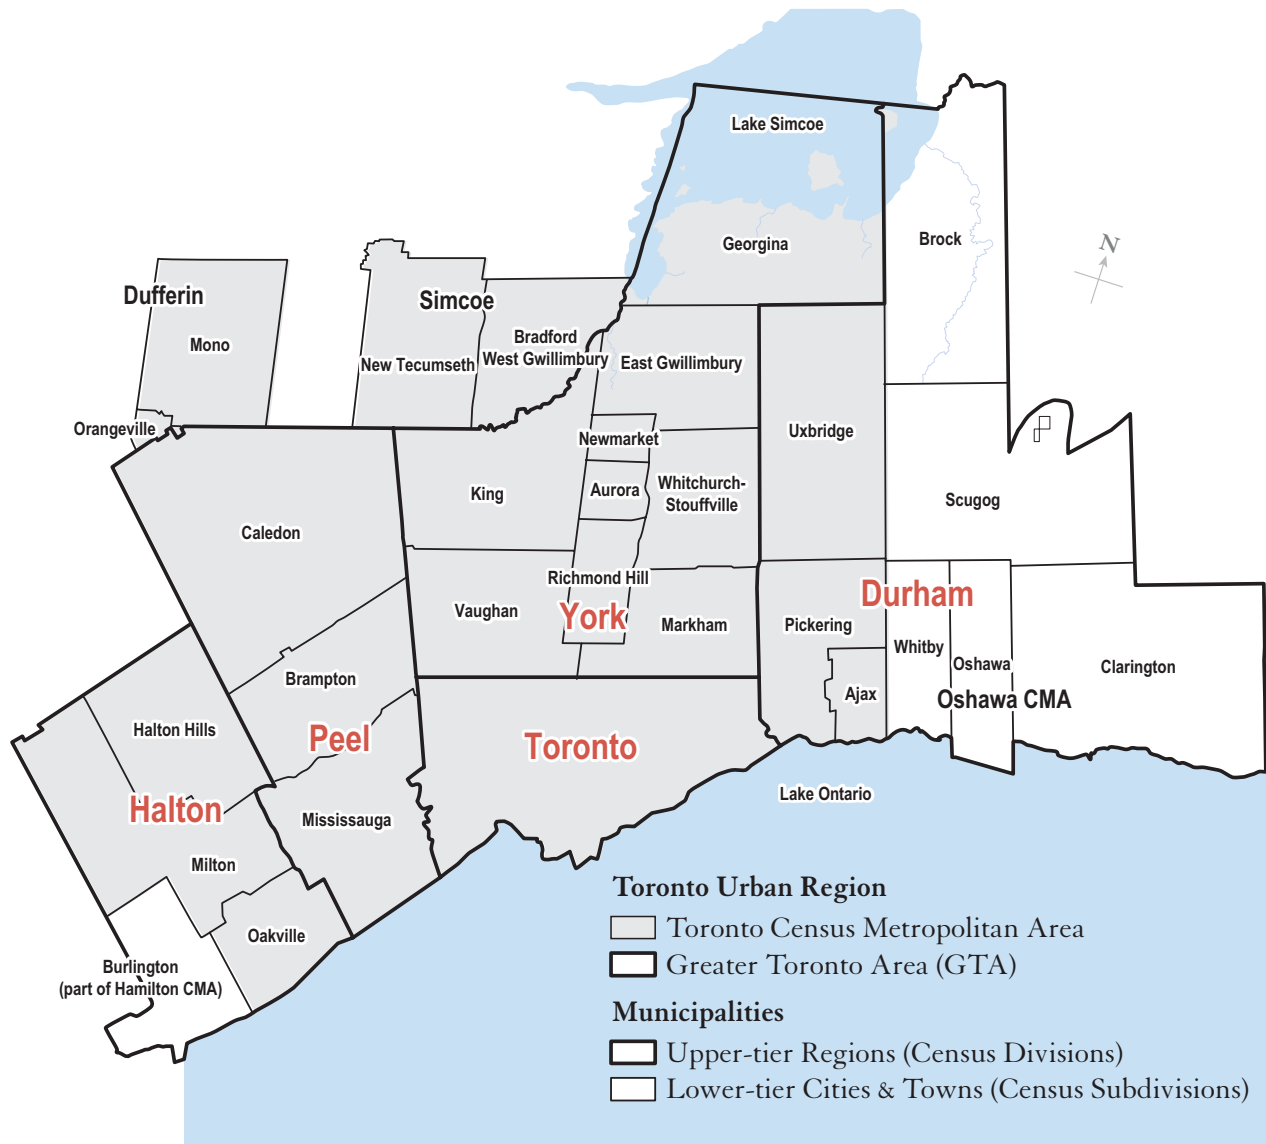 Lake Simcoe
Georgina
Brock
N
Dufferin
Mono
Orangeville
Simcoe
New Tecumseth
Bradford
West Gwillimbury
East Gwillimbury
Newmarket
Aurora
Whitchurch-
Stouffville
Uxbridge
King
Scugog
Caledon
Richmond Hill
Vaughan
York
Markham
Durham
Pickering
Whitby
Oshawa
Ajax
Oshawa CMA
Clarington
Brampton
Halton Hills
Peel
Toronto
Halton
Mississauga
Milton
Lake Ontario
Oakville
Burlington
(part of Hamilton CMA)
Toronto Urban Region
Toronto Census Metropolitan Area
Greater Toronto Area (GTA)
Municipalities
Upper-tier Regions (Census Divisions)
Lower-tier Cities & Towns (Census Subdivisions)